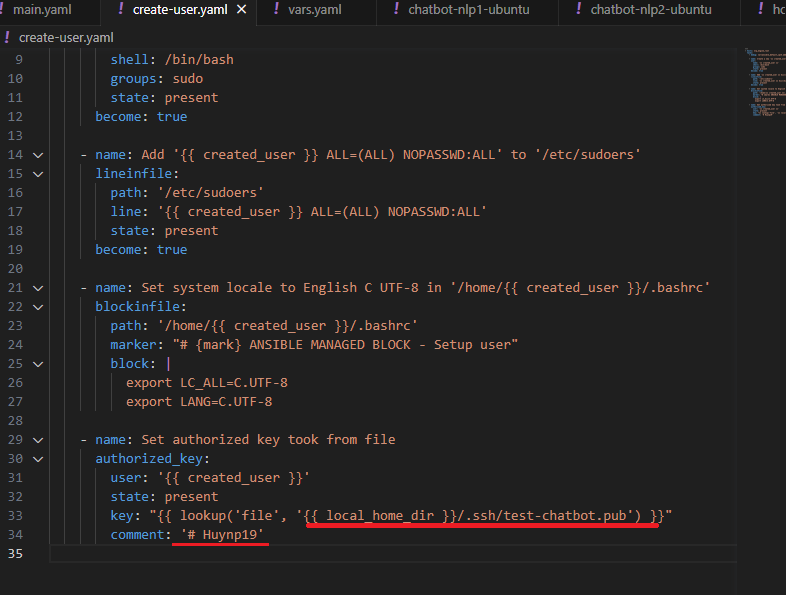 main.yaml create-user.yaml vars.yaml chatbot-nlp1-ubuntu chatbot-nlp2-ubuntu
create-user.yaml
9 shell: /bin/bash
10 groups: sudo
11 state: present
12 become: true
13
14 - name: Add '{{ created_user }} ALL=(ALL) NOPASSWD:ALL' to '/etc/sudoers'
15 lineinfile:
16 path: '/etc/sudoers'
17 line: '{{ created_user }} ALL=(ALL) NOPASSWD:ALL'
18 state: present
19 become: true
20
21 - name: Set system locale to English C UTF-8 in '/home/{{ created_user }}/.bashrc'
22 blockinfile:
23 path: '/home/{{ created_user }}/.bashrc'
24 marker: "# {mark} ANSIBLE MANAGED BLOCK - Setup user"
25 block: |
26 export LC_ALL=C.UTF-8
27 export LANG=C.UTF-8
28
29 - name: Set authorized key took from file
30 authorized_key:
31 user: '{{ created_user }}'
32 state: present
33 key: "{{ lookup('file', '{{ local_home_dir }}/.ssh/test-chatbot.pub') }}"
34 comment: '# Huynp19'
35